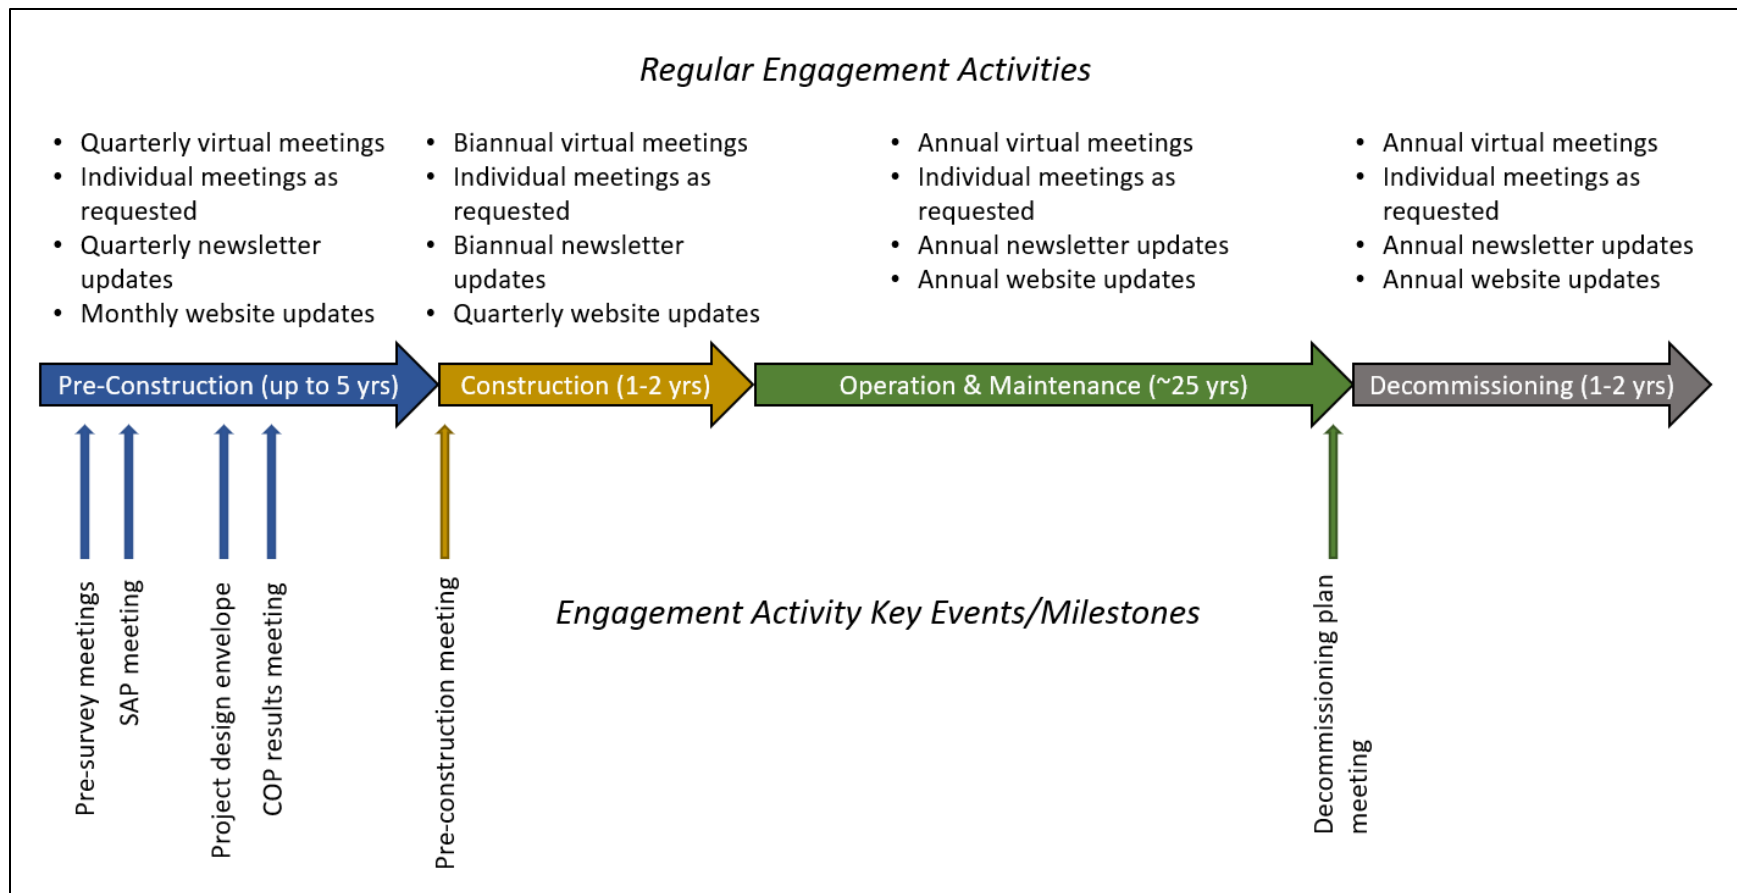 Regular Engagement Activities
• Quarterly virtual meetings
• Individual meetings as
requested
• Quarterly newsletter
updates
• Monthly website updates
• Biannual virtual meetings
• Individual meetings as
requested
• Biannual newsletter
updates
• Quarterly website updates
• Annual virtual meetings
• Individual meetings as
requested
• Annual newsletter updates
• Annual website updates
• Annual virtual meetings
• Individual meetings as
requested
• Annual newsletter updates
• Annual website updates
Pre-Construction (up to 5 yrs)
Construction (1-2 yrs)
Operation & Maintenance (~25 yrs)
Decommissioning (1-2 yrs)
Pre-survey meetings
SAP meeting
Project design envelope
COP results meeting
Pre-construction meeting
Engagement Activity Key Events/Milestones
Decommissioning plan
meeting